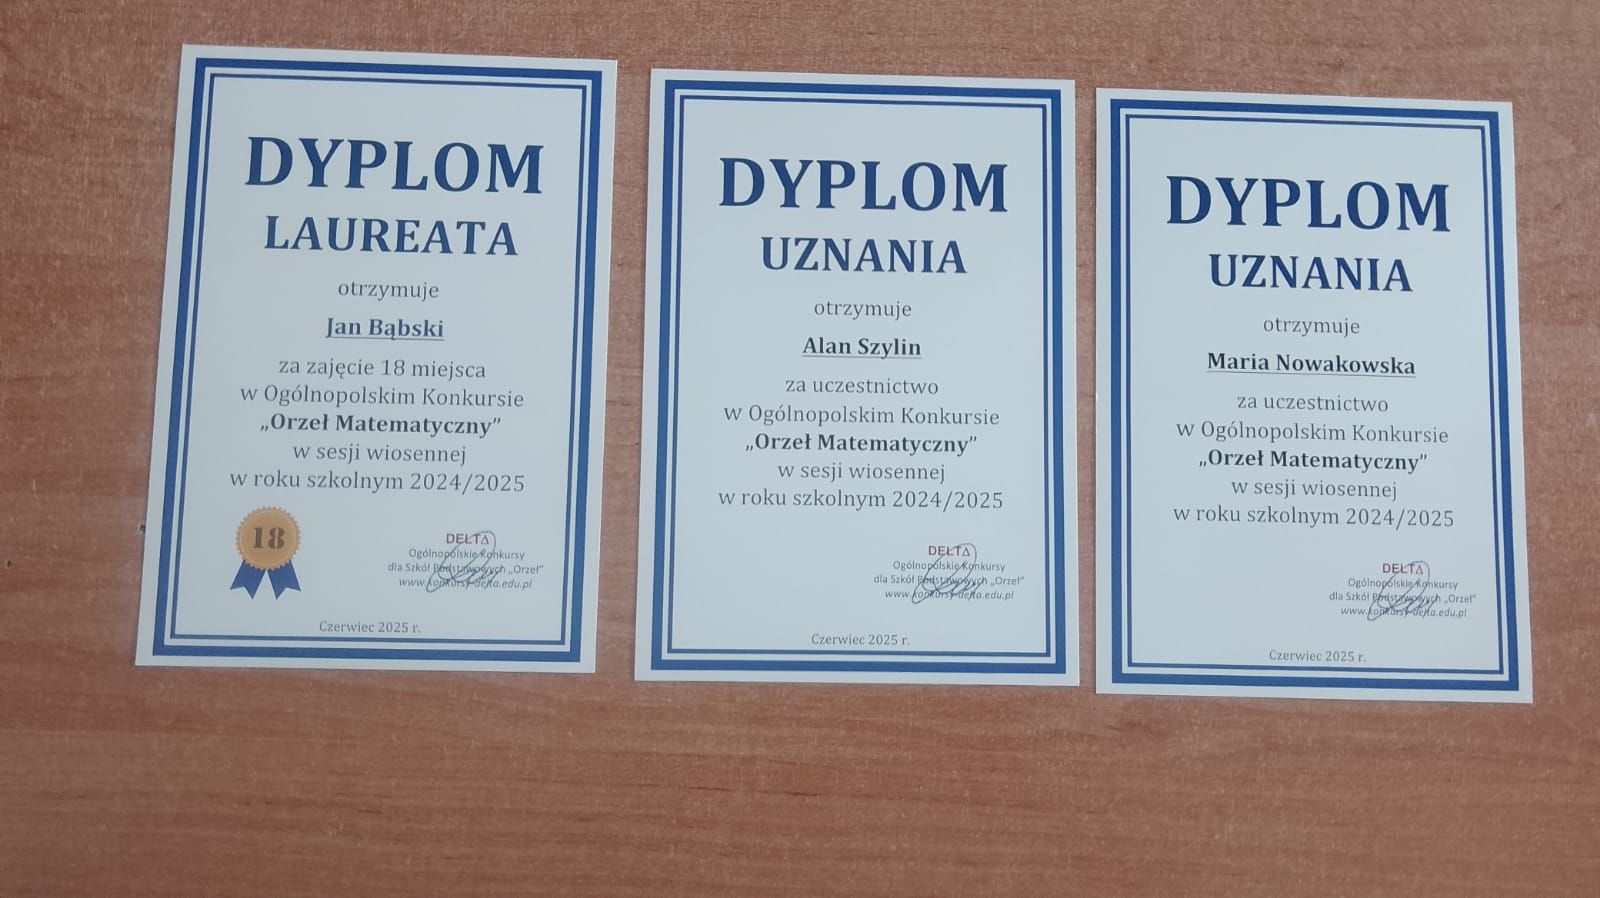 DYPLOM
LAUREATA
otrzymuje
Jan Bąbski
za zajęcie 18 miejsca
w Ogólnopolskim Konkursie
„Orzeł Matematyczny”
w sesji wiosennej
w roku szkolnym 2024/2025
18
DELTA
Ogólnopolskie Konkursy
dla Szkół Podstawowych „Orzeł”
www.konkursy-delta.edu.pl
Czerwiec 2025 r.
DYPLOM
UZNANIA
otrzymuje
Alan Szylin
za uczestnictwo
w Ogólnopolskim Konkursie
„Orzeł Matematyczny”
w sesji wiosennej
w roku szkolnym 2024/2025
DELTA
Ogólnopolskie Konkursy
dla Szkół Podstawowych „Orzeł”
www.konkursy-delta.edu.pl
Czerwiec 2025 r.
DYPLOM
UZNANIA
otrzymuje
Maria Nowakowska
za uczestnictwo
w Ogólnopolskim Konkursie
„Orzeł Matematyczny”
w sesji wiosennej
w roku szkolnym 2024/2025
DELTA
Ogólnopolskie Konkursy
dla Szkół Podstawowych „Orzeł”
www.konkursy-delta.edu.pl
Czerwiec 2025 r.